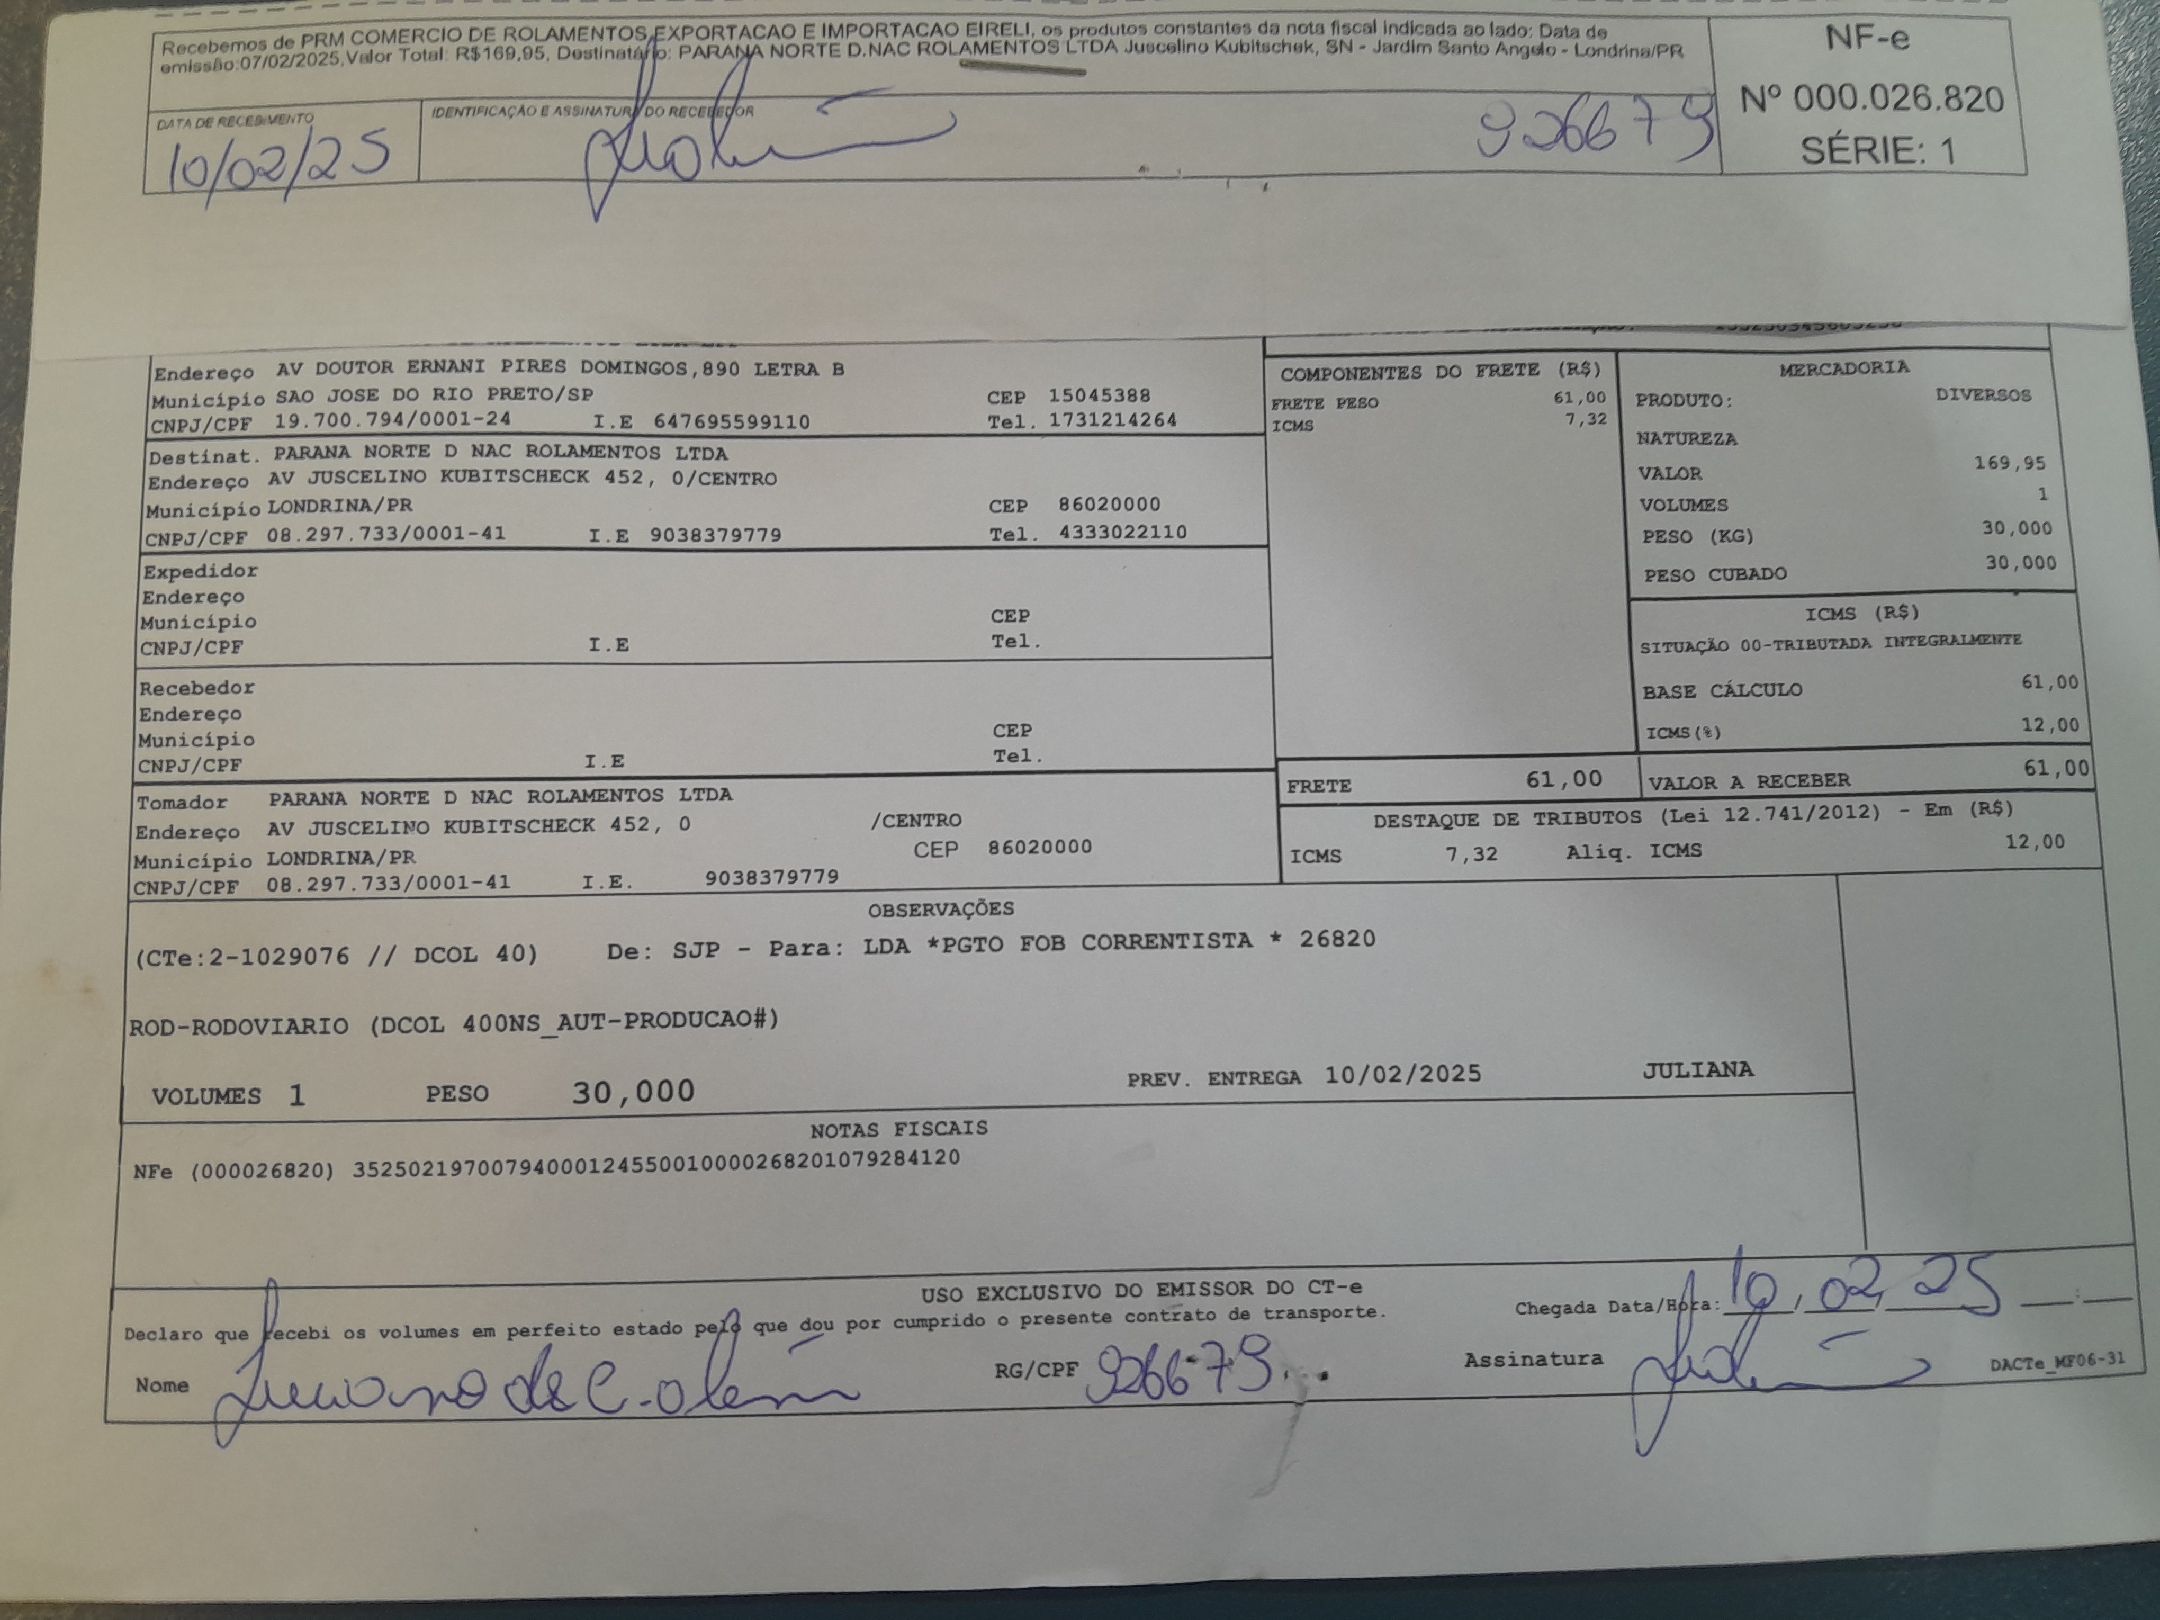 Recebemos de PRM COMERCIO DE ROLAMENTOS EXPORTACAO E IMPORTACAO EIRELI, os produtos constantes da nota fiscal indicada ao lado: Data de
emissão:07/02/2025,Valor Total: R$169,95, Destinatário: PARANA NORTE D.NAC ROLAMENTOS LTDA Juscelino Kubitschek, SN - Jardim Santo Angelo - Londrina/PR
NF-e
Nº 000.026.820
SÉRIE: 1
DATA DE RECEBIMENTO
10/02/25
IDENTIFICAÇÃO E ASSINATURA DO RECEBEDOR
926679
Endereço AV DOUTOR ERNANI PIRES DOMINGOS,890 LETRA B
Município SAO JOSE DO RIO PRETO/SP CEP 15045388
CNPJ/CPF 19.700.794/0001-24 I.E 647695599110 Tel. 1731214264
Destinat. PARANA NORTE D NAC ROLAMENTOS LTDA
Endereço AV JUSCELINO KUBITSCHECK 452, 0/CENTRO
Município LONDRINA/PR CEP 86020000
CNPJ/CPF 08.297.733/0001-41 I.E 9038379779 Tel. 4333022110
Expedidor
Endereço
Município CEP
CNPJ/CPF I.E Tel.
Recebedor
Endereço
Município CEP
CNPJ/CPF I.E Tel.
Tomador PARANA NORTE D NAC ROLAMENTOS LTDA
Endereço AV JUSCELINO KUBITSCHECK 452, 0 /CENTRO
Município LONDRINA/PR CEP 86020000
CNPJ/CPF 08.297.733/0001-41 I.E. 9038379779
COMPONENTES DO FRETE (R$)
FRETE PESO 61,00
ICMS 7,32
MERCADORIA
PRODUTO: DIVERSOS
NATUREZA
VALOR 169,95
VOLUMES 1
PESO (KG) 30,000
PESO CUBADO 30,000
ICMS (R$)
SITUAÇÃO 00-TRIBUTADA INTEGRALMENTE
BASE CÁLCULO 61,00
ICMS(%) 12,00
FRETE 61,00 VALOR A RECEBER 61,00
DESTAQUE DE TRIBUTOS (Lei 12.741/2012) - Em (R$)
ICMS 7,32 Aliq. ICMS 12,00
OBSERVAÇÕES
(CTe:2-1029076 // DCOL 40) De: SJP - Para: LDA *PGTO FOB CORRENTISTA * 26820
ROD-RODOVIARIO (DCOL 400NS_AUT-PRODUCAO#)
VOLUMES 1 PESO 30,000 PREV. ENTREGA 10/02/2025 JULIANA
NOTAS FISCAIS
NFe (000026820) 35250219700794000124550010000268201079284120
USO EXCLUSIVO DO EMISSOR DO CT-e
Declaro que recebi os volumes em perfeito estado pelo que dou por cumprido o presente contrato de transporte.
Chegada Data/Hora: 10/02/25 __:__
Nome
RG/CPF 926679
Assinatura
DACTe_MF06-31